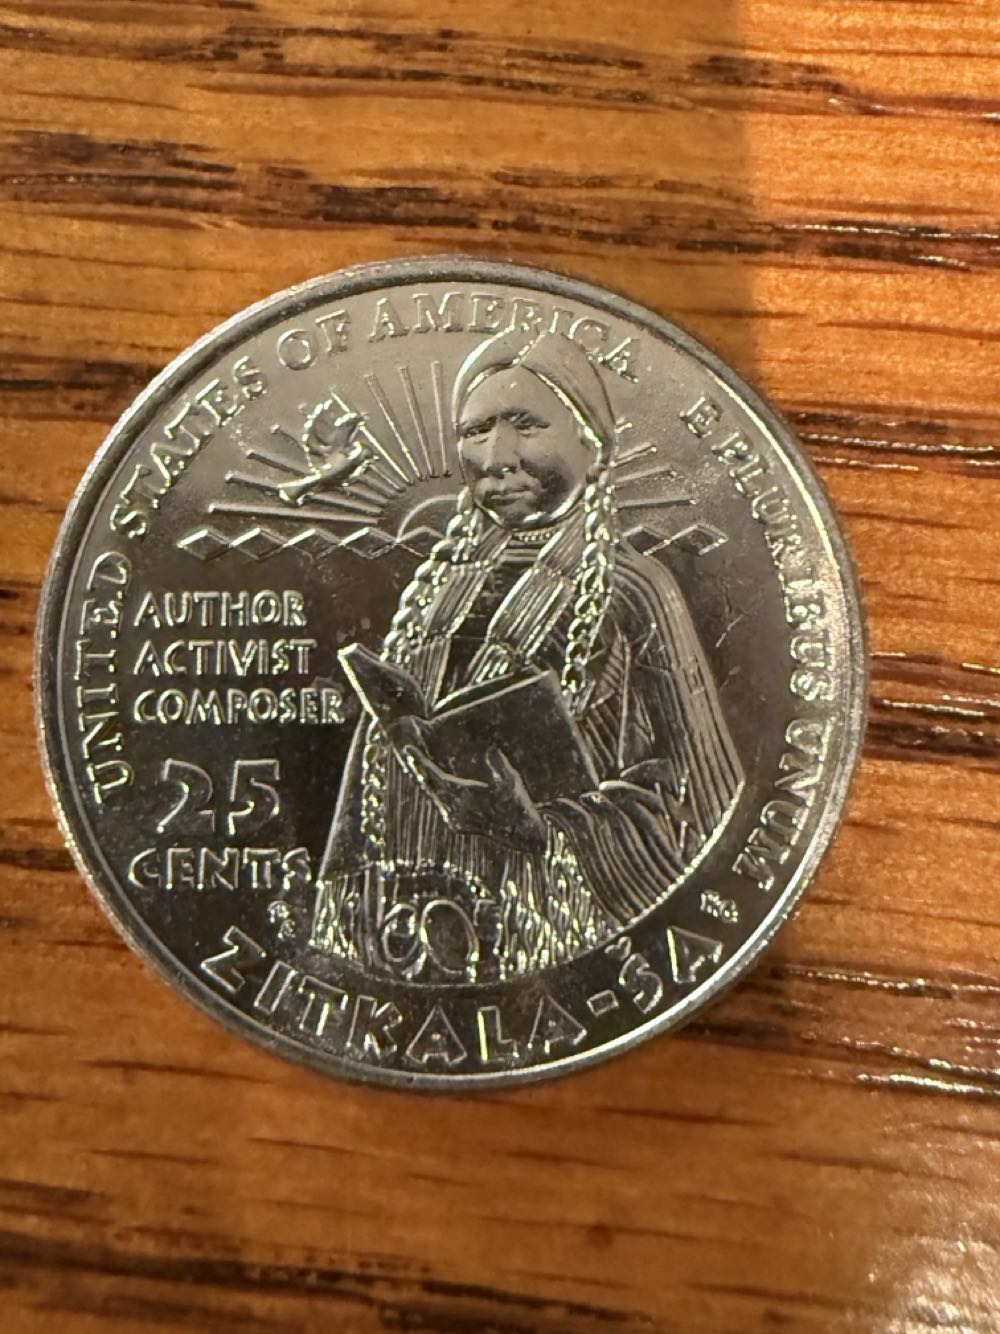 UNITED STATES OF AMERICA
E PLURIBUS UNUM
AUTHOR
ACTIVIST
COMPOSER
25
CENTS
ZITKALA-ŠA